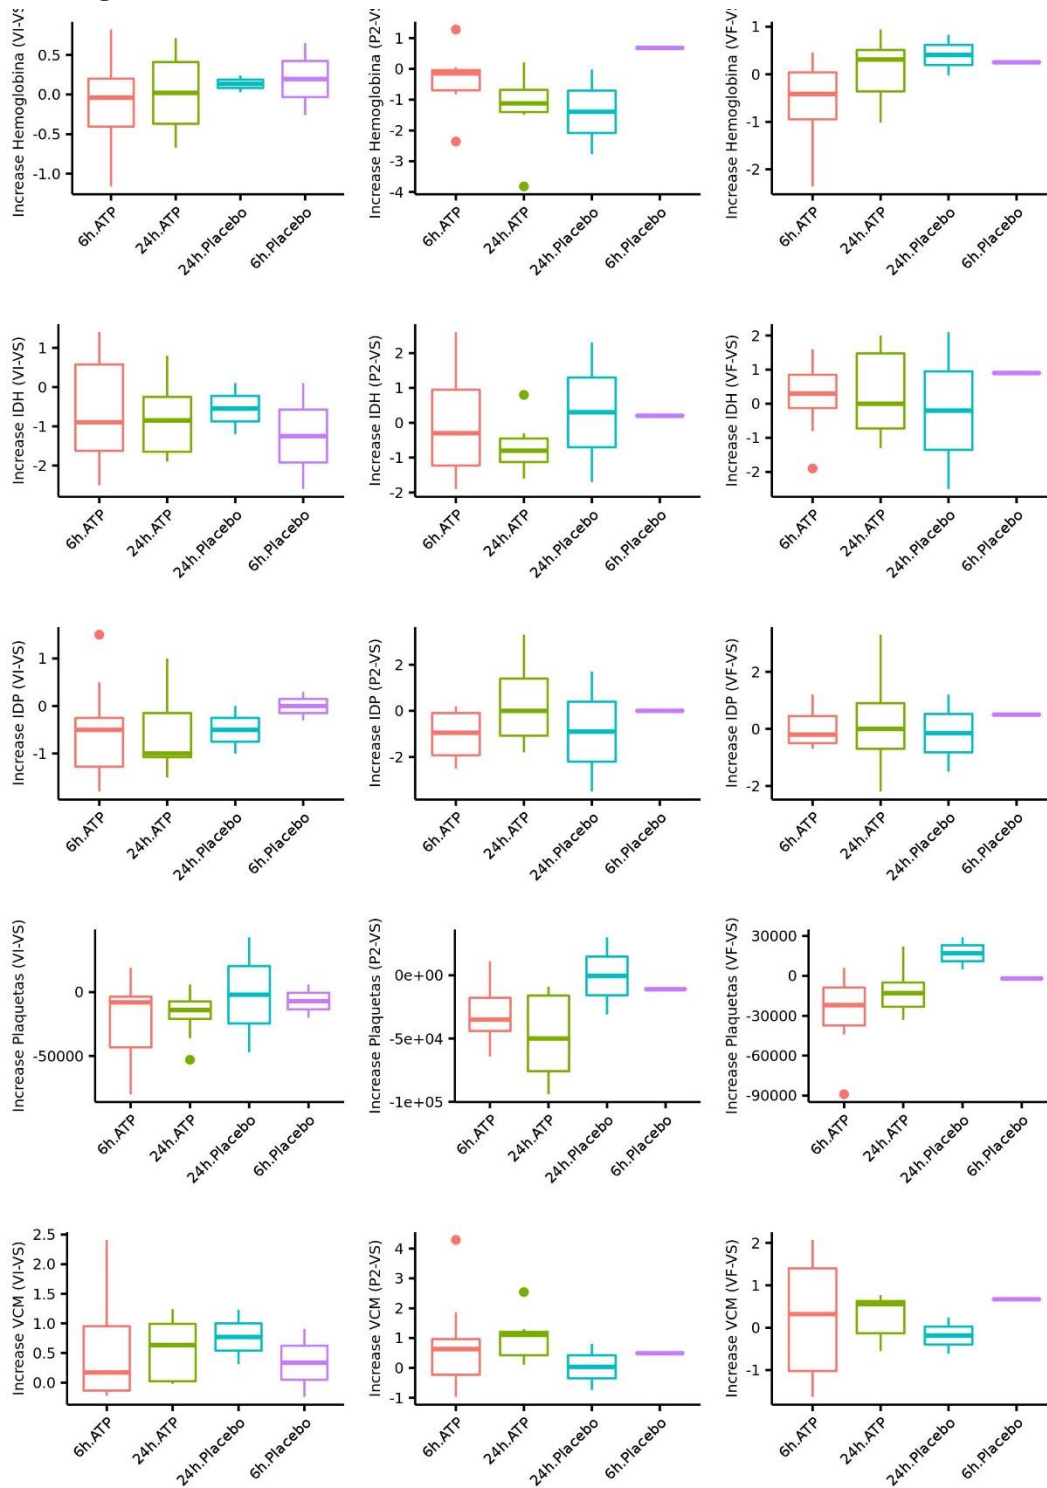 Increase Hemoglobina (VI-VS
0.5
0.0
-0.5
-1.0
6h.ATP
24h.ATP
24h.Placebo
6h.Placebo
Increase Hemoglobina (P2-VS
1
0
-1
-2
-3
-4
6h.ATP
24h.ATP
24h.Placebo
6h.Placebo
Increase Hemoglobina (VF-VS
1
0
-1
-2
6h.ATP
24h.ATP
24h.Placebo
6h.Placebo
Increase IDH (VI-VS)
1
0
-1
-2
6h.ATP
24h.ATP
24h.Placebo
6h.Placebo
Increase IDH (P2-VS)
2
1
0
-1
-2
6h.ATP
24h.ATP
24h.Placebo
6h.Placebo
Increase IDH (VF-VS)
2
1
0
-1
-2
6h.ATP
24h.ATP
24h.Placebo
6h.Placebo
Increase IDP (VI-VS)
1
0
-1
6h.ATP
24h.ATP
24h.Placebo
6h.Placebo
Increase IDP (P2-VS)
2
0
-2
6h.ATP
24h.ATP
24h.Placebo
6h.Placebo
Increase IDP (VF-VS)
2
0
-2
6h.ATP
24h.ATP
24h.Placebo
6h.Placebo
Increase Plaquetas (VI-VS)
0
-50000
6h.ATP
24h.ATP
24h.Placebo
6h.Placebo
Increase Plaquetas (P2-VS)
0e+00
-5e+04
-1e+05
6h.ATP
24h.ATP
24h.Placebo
6h.Placebo
Increase Plaquetas (VF-VS)
30000
0
-30000
-60000
-90000
6h.ATP
24h.ATP
24h.Placebo
6h.Placebo
Increase VCM (VI-VS)
2.5
2.0
1.5
1.0
0.5
0.0
6h.ATP
24h.ATP
24h.Placebo
6h.Placebo
Increase VCM (P2-VS)
4
3
2
1
0
-1
6h.ATP
24h.ATP
24h.Placebo
6h.Placebo
Increase VCM (VF-VS)
2
1
0
-1
6h.ATP
24h.ATP
24h.Placebo
6h.Placebo